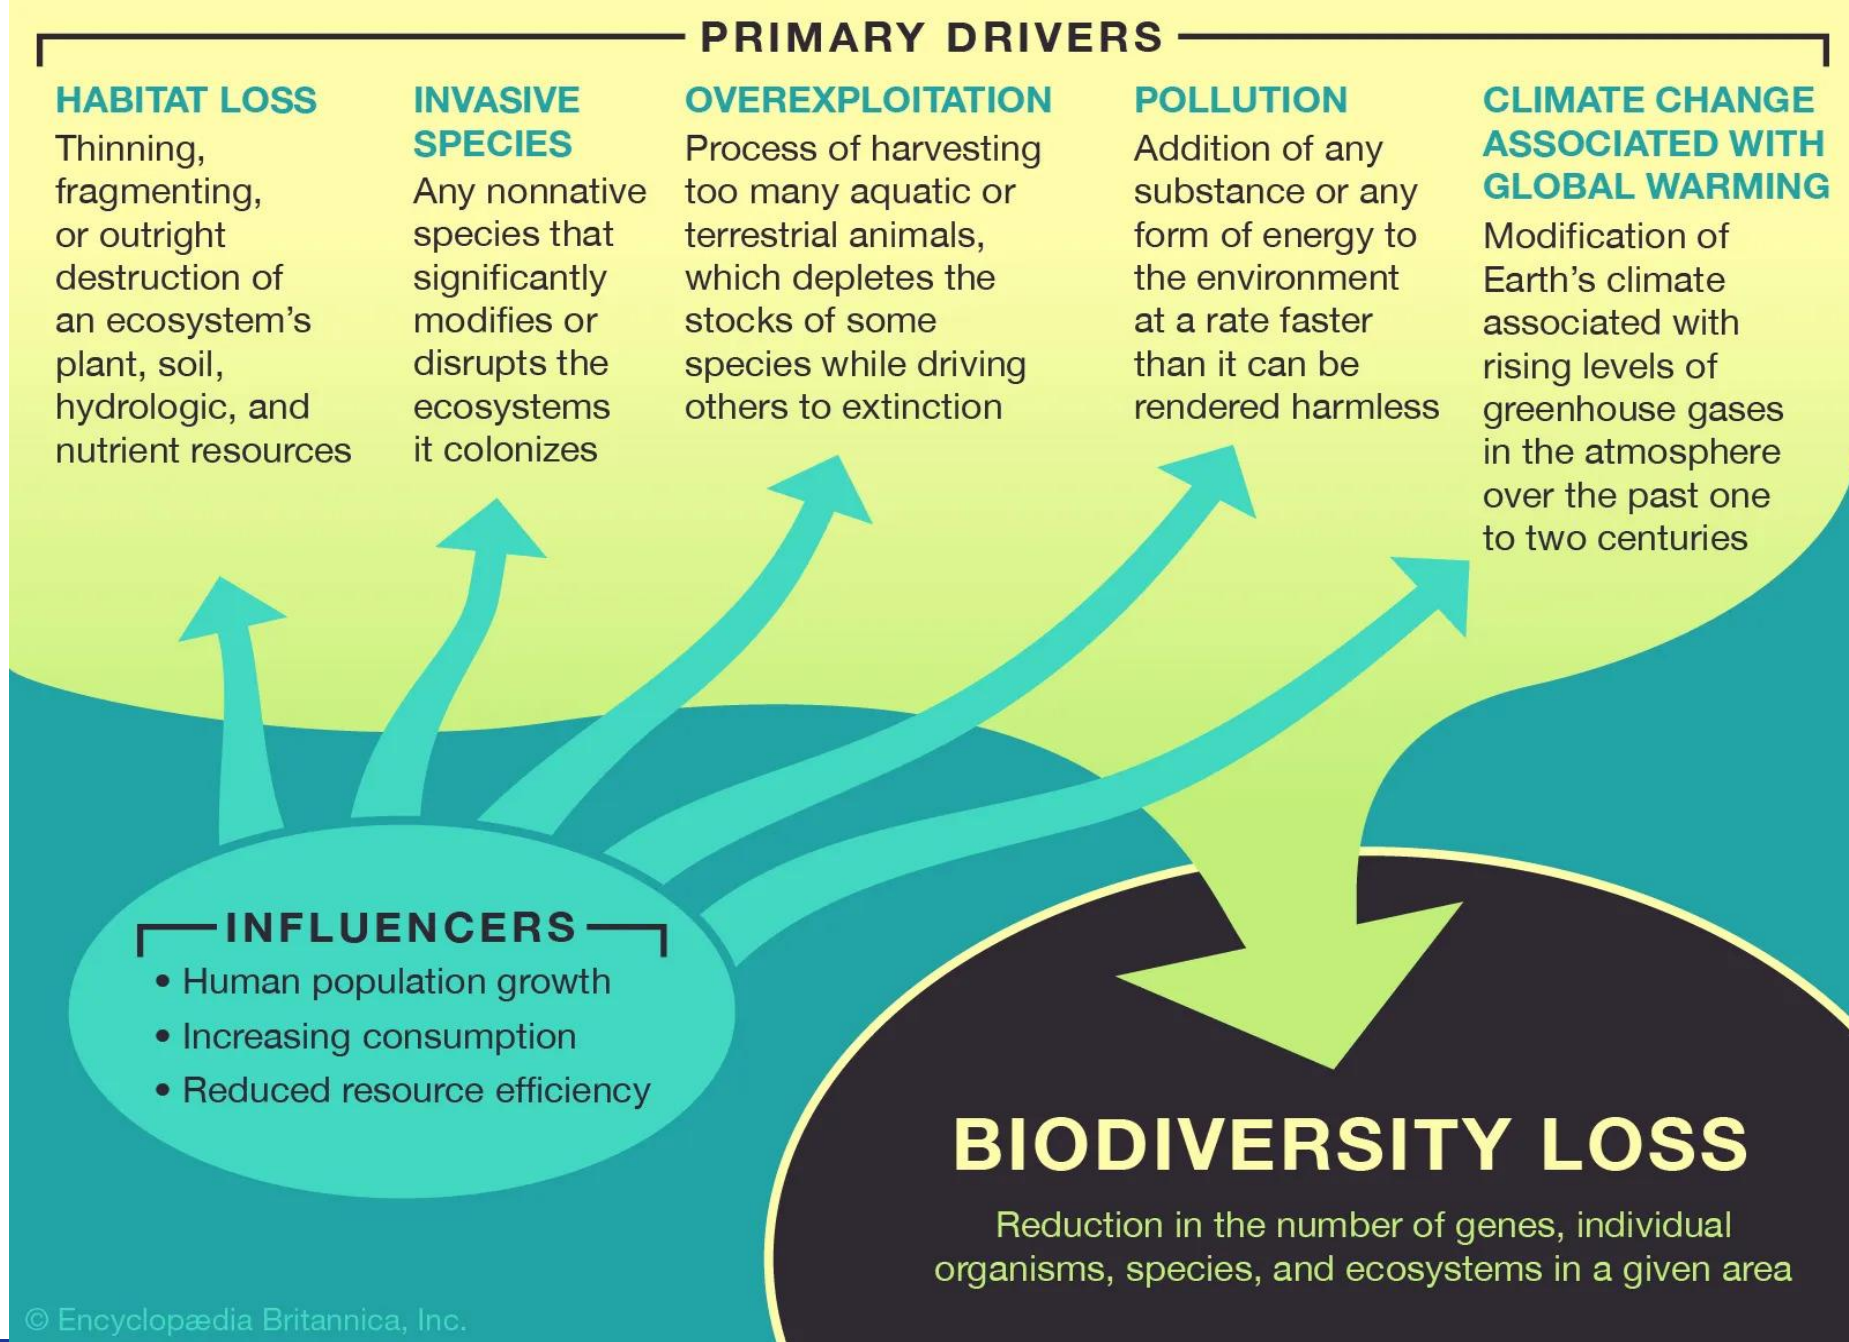 PRIMARY DRIVERS
HABITAT LOSS
Thinning,
fragmenting,
or outright
destruction of
an ecosystem's
plant, soil,
hydrologic, and
nutrient resources
INVASIVE
SPECIES
Any nonnative
species that
significantly
modifies or
disrupts the
ecosystems
it colonizes
OVEREXPLOITATION
Process of harvesting
too many aquatic or
terrestrial animals,
which depletes the
stocks of some
species while driving
others to extinction
POLLUTION
Addition of any
substance or any
form of energy to
the environment
at a rate faster
than it can be
rendered harmless
CLIMATE CHANGE
ASSOCIATED WITH
GLOBAL WARMING
Modification of
Earth's climate
associated with
rising levels of
greenhouse gases
in the atmosphere
over the past one
to two centuries
INFLUENCERS
• Human population growth
• Increasing consumption
• Reduced resource efficiency
BIODIVERSITY LOSS
Reduction in the number of genes, individual
organisms, species, and ecosystems in a given area
© Encyclopædia Britannica, Inc.